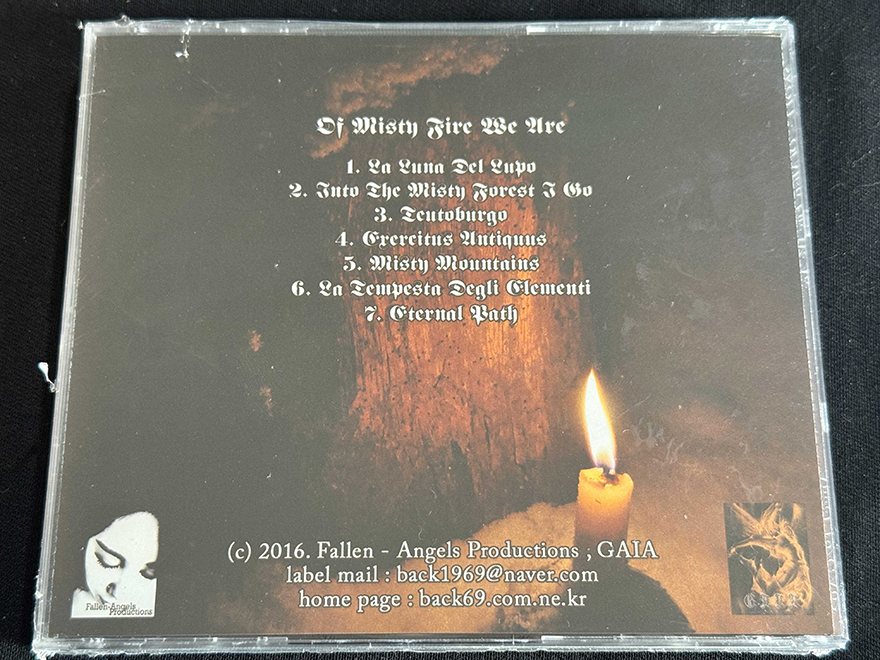 Of Misty Fire We Are
1. La Luna Del Lupo
2. Into The Misty Forest I Go
3. Teutoburgo
4. Exercitus Antiquus
5. Misty Mountains
6. La Tempesta Degli Elementi
7. Eternal Path
(c) 2016. Fallen - Angels Productions ; GAIA
label mail : back1969@naver.com
home page : back69.com.ne.kr
Fallen-Angels
Productions
GAIA